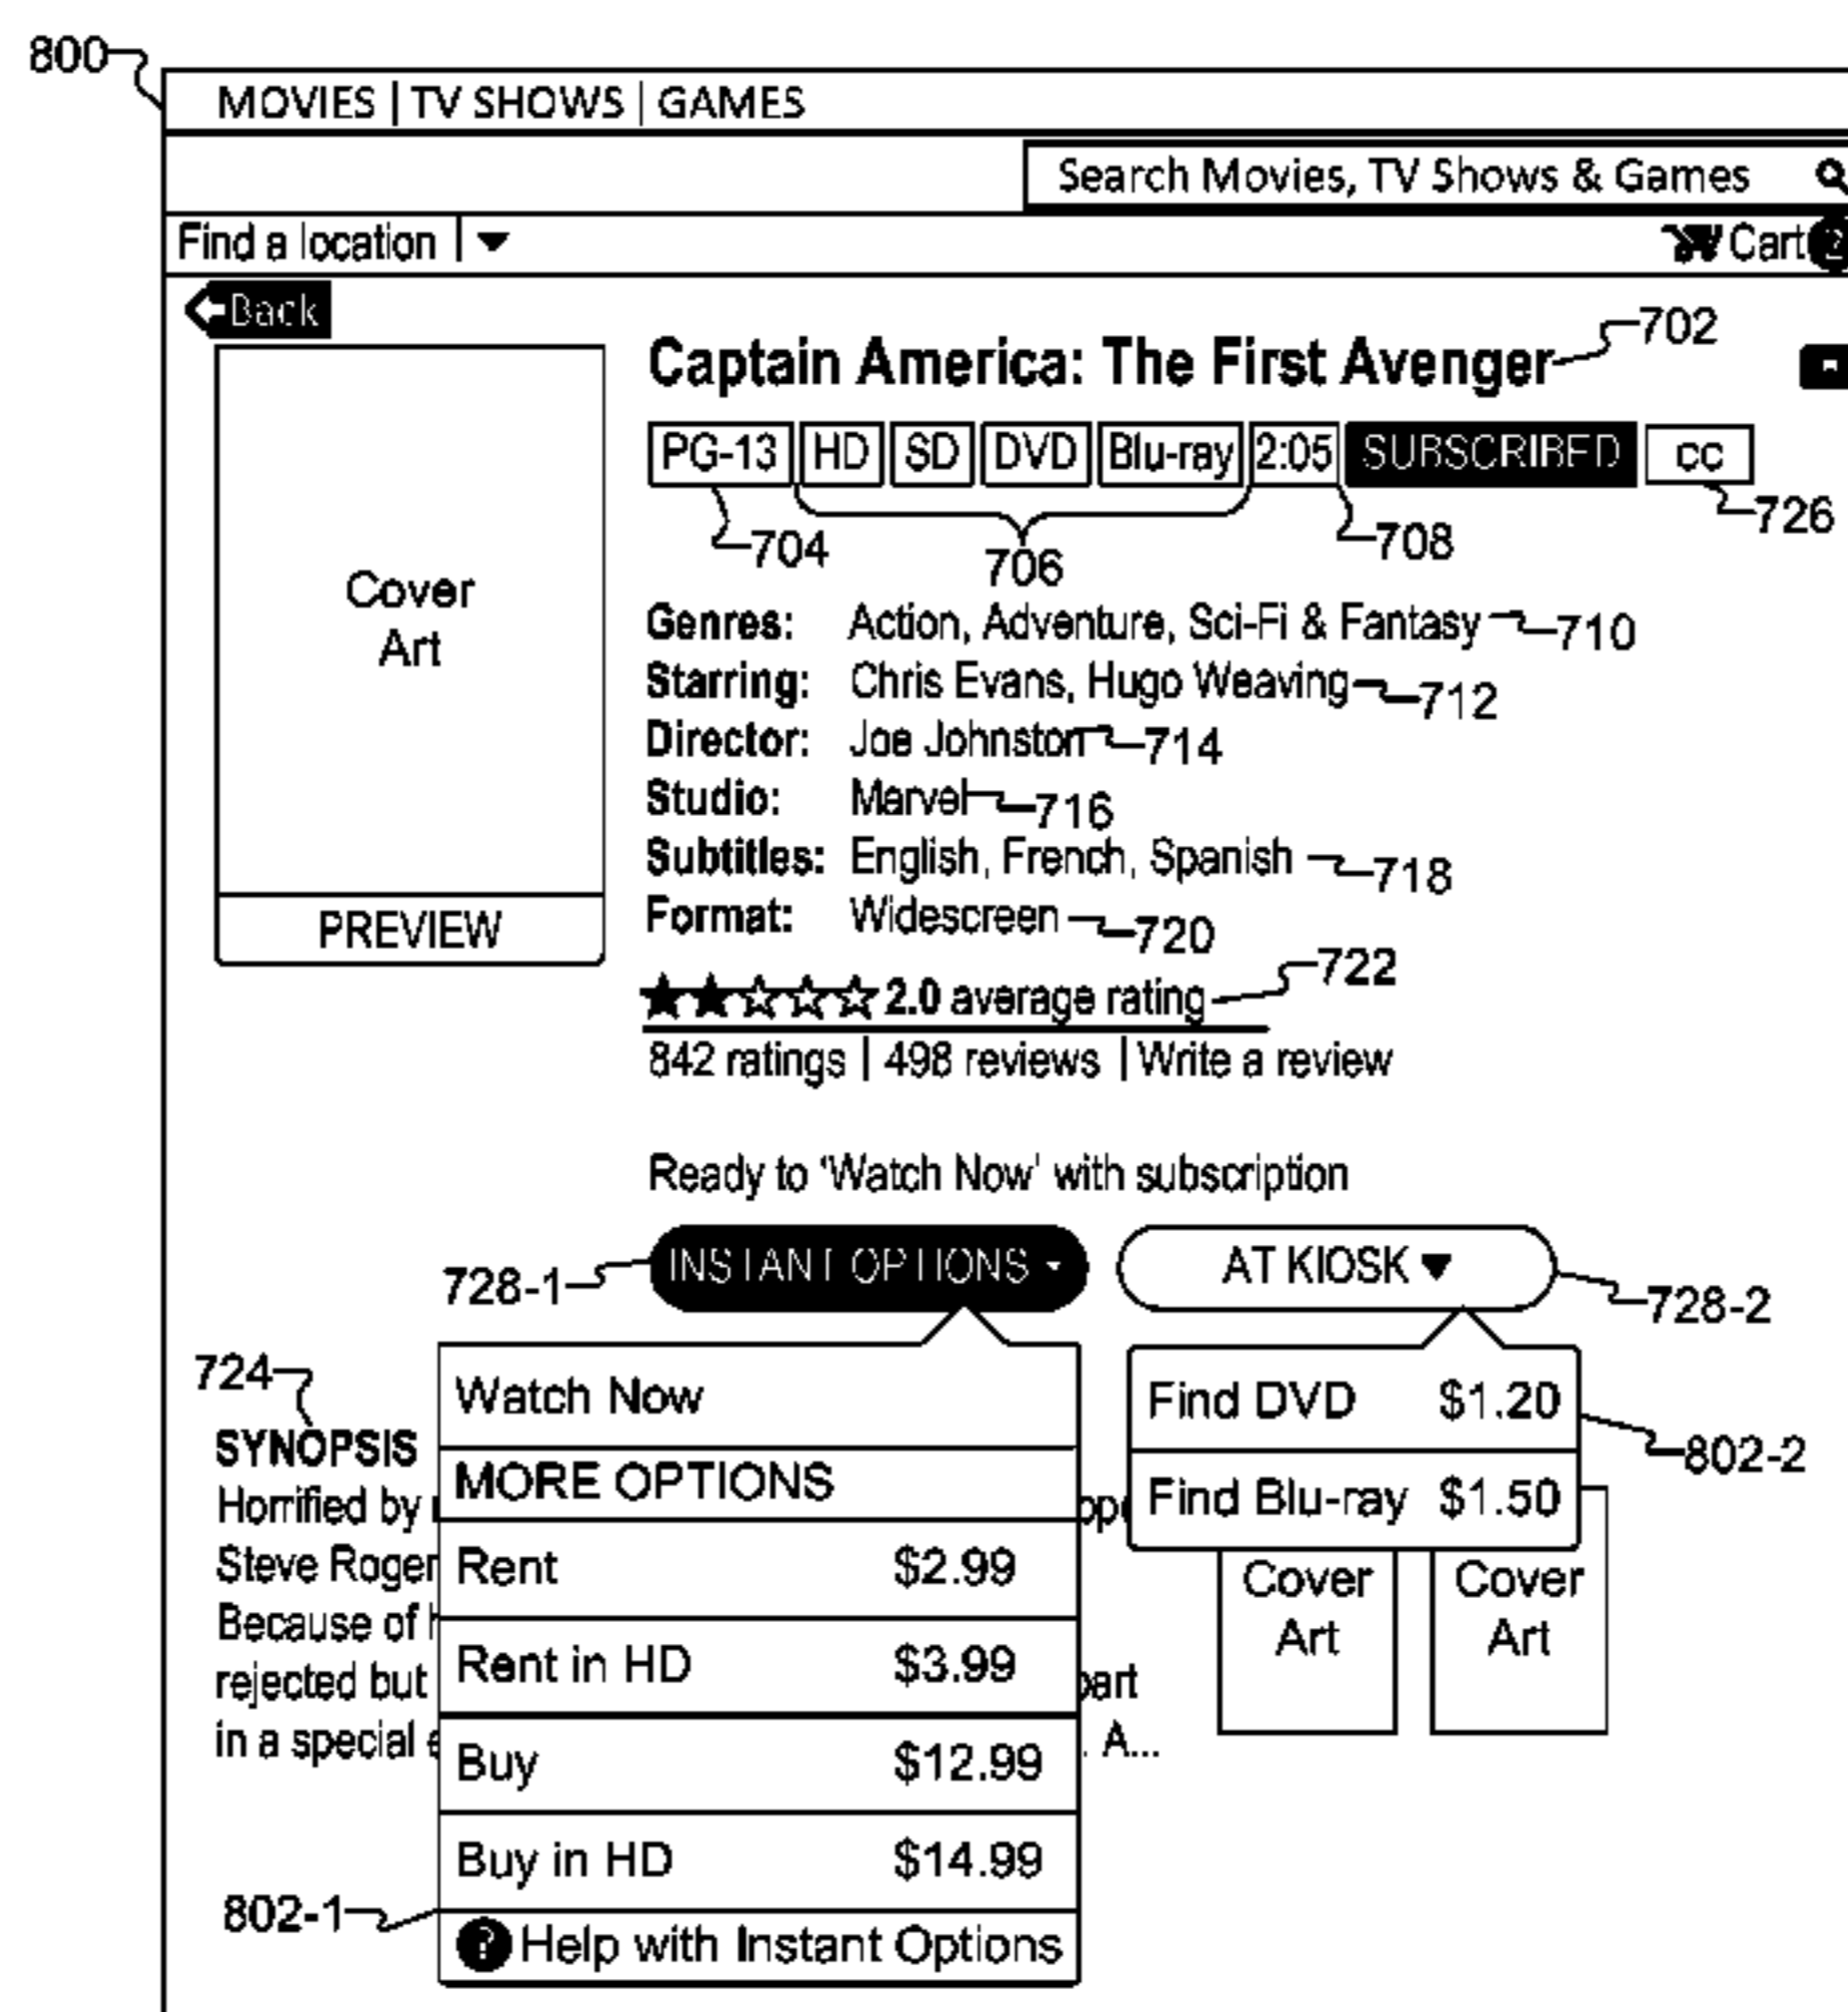 800
MOVIES | TV SHOWS | GAMES
Search Movies, TV Shows & Games
Find a location
Cart
Back
Captain America: The First Avenger
702
PG-13 HD SD DVD Blu-ray 2:05 SUBSCRIBED CC
704
706
708
726
Cover
Art
PREVIEW
Genres: Action, Adventure, Sci-Fi & Fantasy 710
Starring: Chris Evans, Hugo Weaving 712
Director: Joe Johnston 714
Studio: Marvel 716
Subtitles: English, French, Spanish 718
Format: Widescreen 720
2.0 average rating 722
842 ratings | 498 reviews | Write a review
Ready to 'Watch Now' with subscription
728-1 INSTANT OPTIONS
AT KIOSK 728-2
Watch Now
MORE OPTIONS
Rent $2.99
Rent in HD $3.99
Buy $12.99
Buy in HD $14.99
? Help with Instant Options
802-1
Find DVD $1.20
Find Blu-ray $1.50
802-2
724
SYNOPSIS
Horrified by
Steve Roger
Because of
rejected but
in a special
A...
Cover
Art
Cover
Art